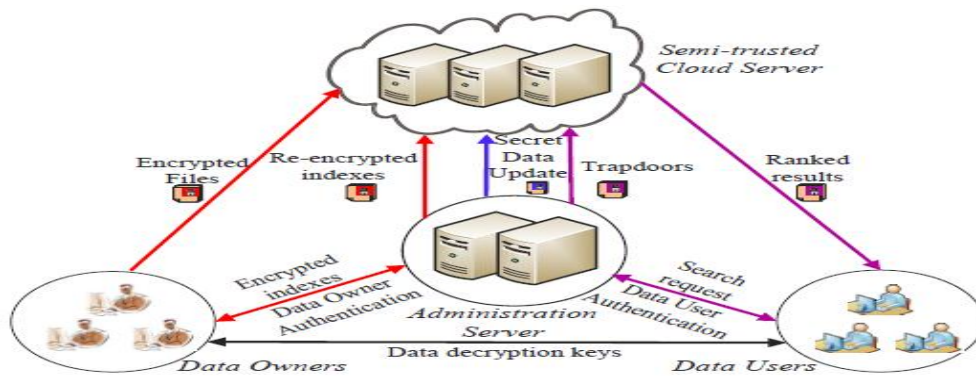 Semi-trusted
Cloud Server
Encrypted
Files
Re-encrypted
indexes
Secret
Data
Update
Trapdoors
Ranked
results
Encrypted
indexes
Data Owner
Authentication
Search
request
Data User
Authentication
Administration
Server
Data decryption keys
Data Owners
Data Users